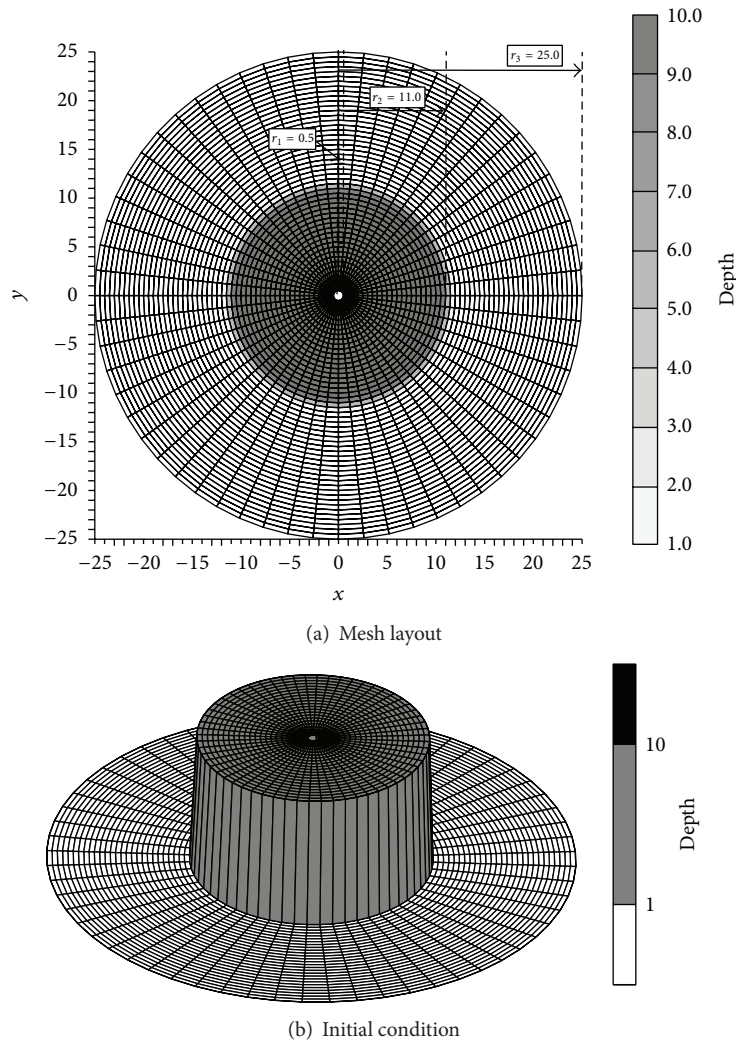 25
20
15
10
5
0
−5
−10
−15
−20
−25
y
−25 −20 −15 −10 −5 0 5 10 15 20 25
x
r₁ = 0.5
r₂ = 11.0
r₃ = 25.0
10.0
9.0
8.0
7.0
6.0
5.0
4.0
3.0
2.0
1.0
Depth
(a) Mesh layout
10
1
Depth
(b) Initial condition